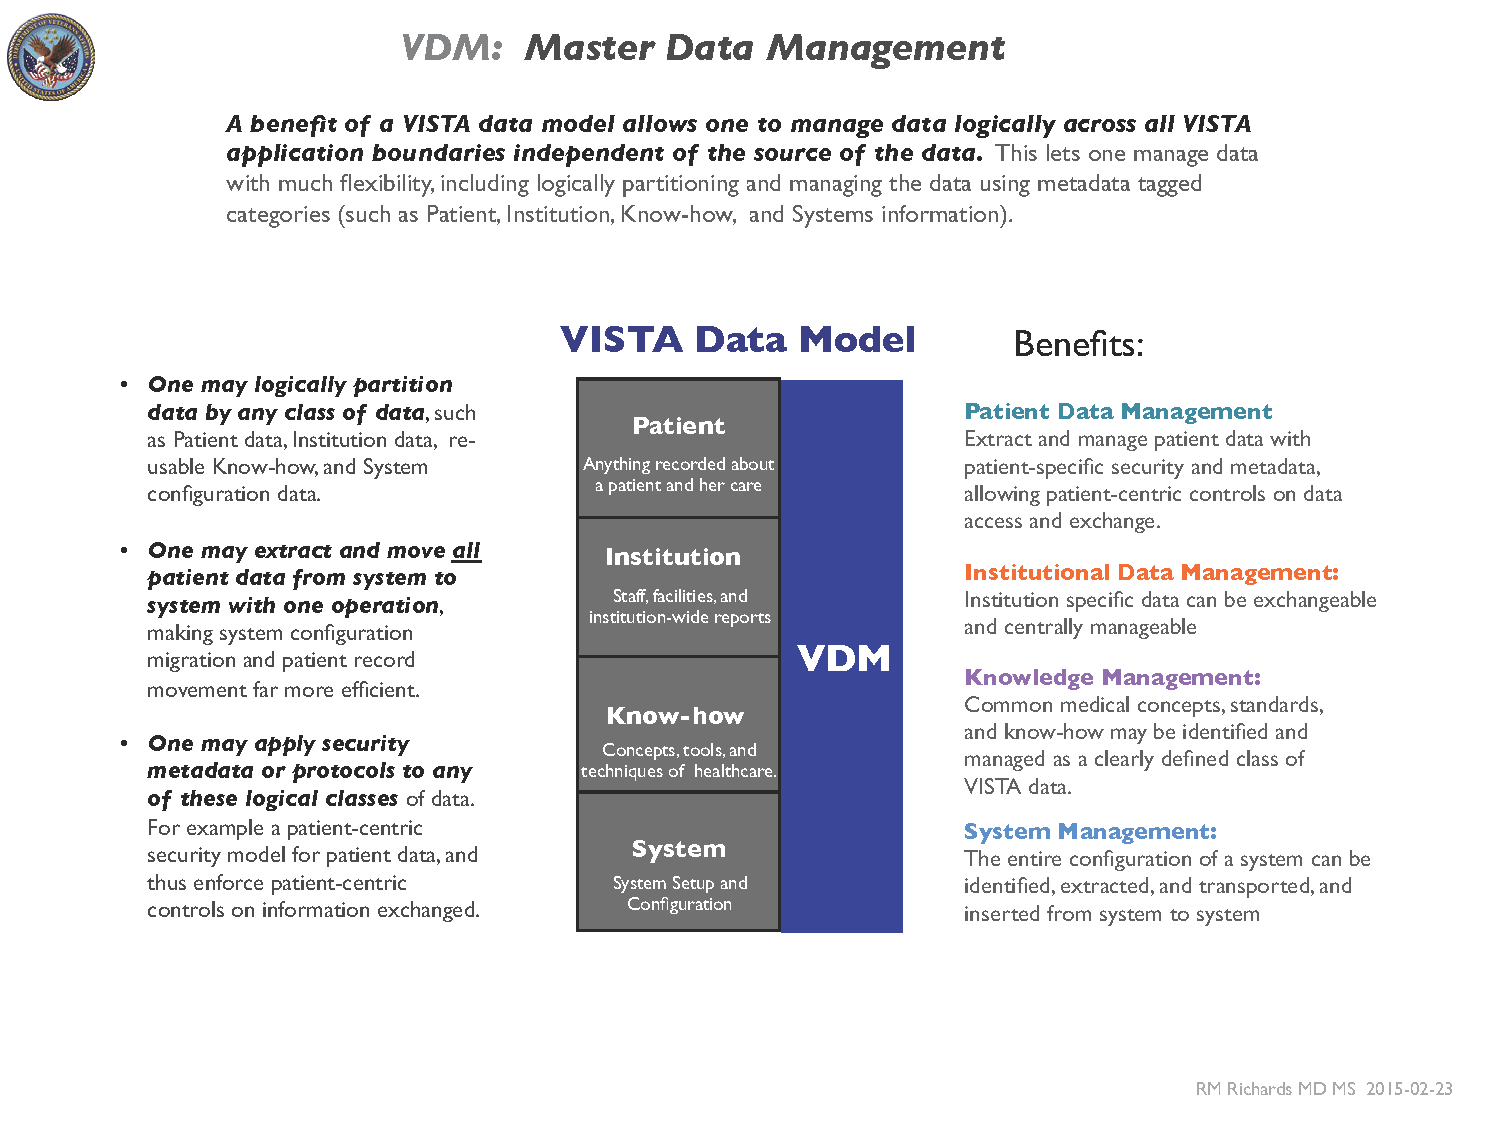 VDM: Master Data Management
A benefit of a VISTA data model allows one to manage data logically across all VISTA
application boundaries independent of the source of the data. This lets one manage data
with much flexibility, including logically partitioning and managing the data using metadata tagged
categories (such as Patient, Institution, Know-how, and Systems information).
• One may logically partition
data by any class of data, such
as Patient data, Institution data, re-
usable Know-how, and System
configuration data.
• One may extract and move all
patient data from system to
system with one operation,
making system configuration
migration and patient record
movement far more efficient.
• One may apply security
metadata or protocols to any
of these logical classes of data.
For example a patient-centric
security model for patient data, and
thus enforce patient-centric
controls on information exchanged.
VISTA Data Model
Patient
Anything recorded about
a patient and her care
Institution
Staff, facilities, and
institution-wide reports
Know-how
Concepts, tools, and
techniques of healthcare.
System
System Setup and
Configuration
VDM
Benefits:
Patient Data Management
Extract and manage patient data with
patient-specific security and metadata,
allowing patient-centric controls on data
access and exchange.
Institutional Data Management:
Institution specific data can be exchangeable
and centrally manageable
Knowledge Management:
Common medical concepts, standards,
and know-how may be identified and
managed as a clearly defined class of
VISTA data.
System Management:
The entire configuration of a system can be
identified, extracted, and transported, and
inserted from system to system
RM Richards MD MS 2015-02-23